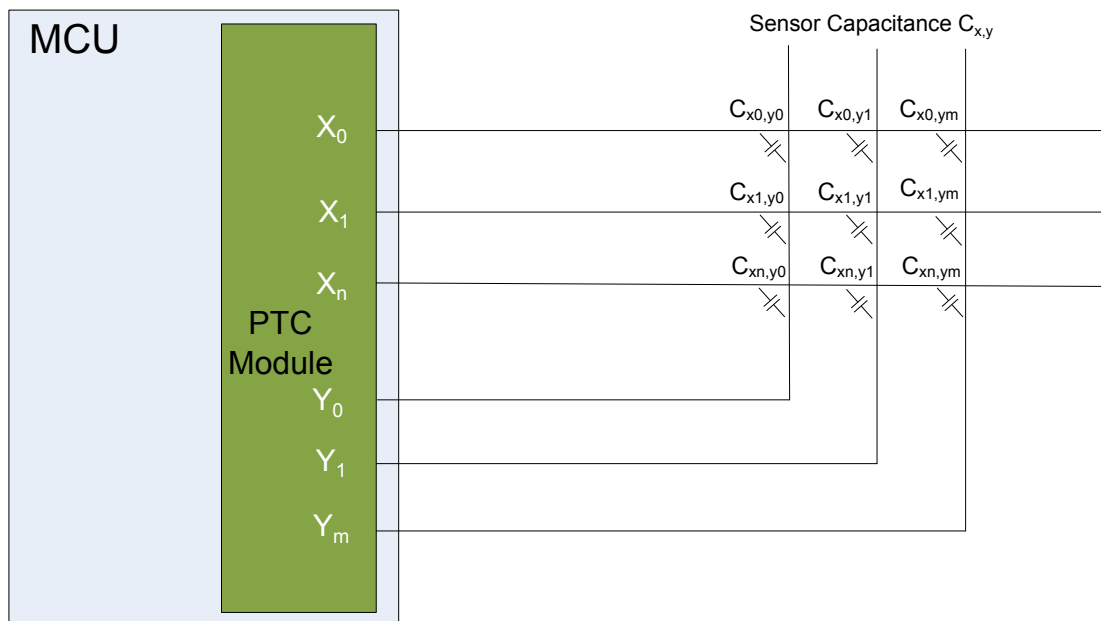 MCU
Sensor Capacitance Cx,y
X0
Cx0,y0 Cx0,y1 Cx0,ym
X1
Cx1,y0 Cx1,y1 Cx1,ym
Xn
Cxn,y0 Cxn,y1 Cxn,ym
PTC
Module
Y0
Y1
Ym